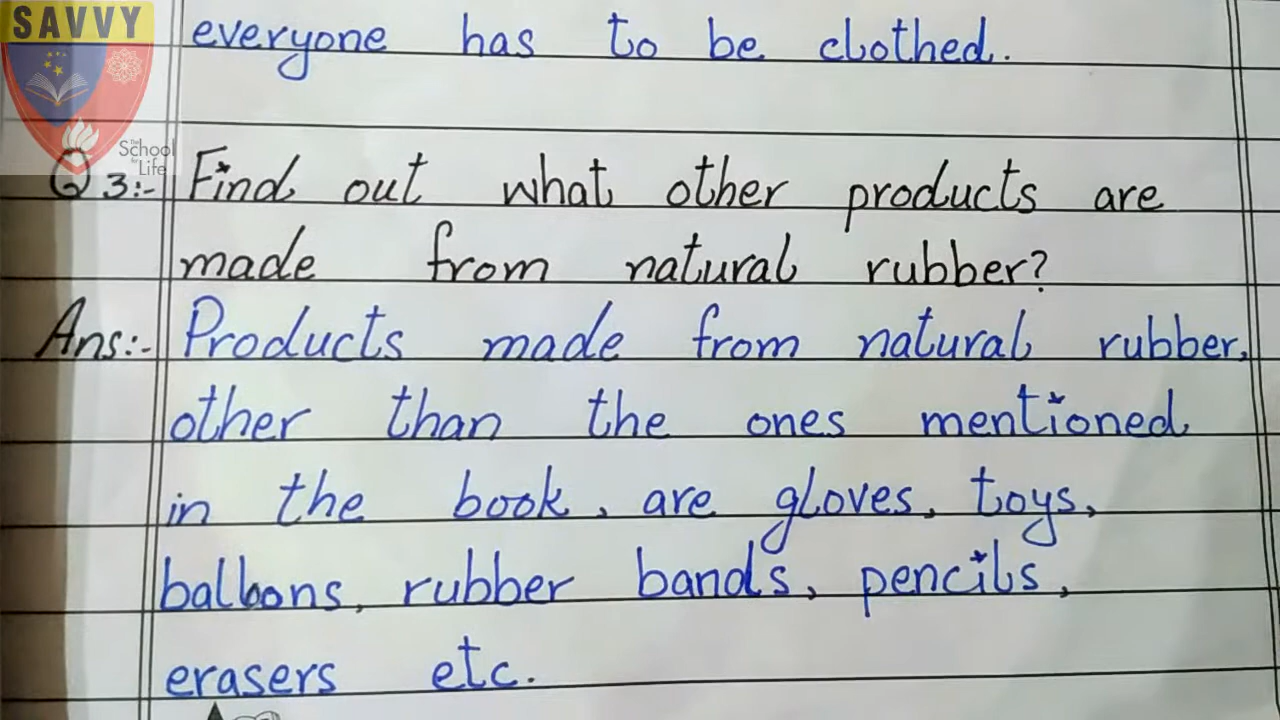 SAVVY
The School for Life
everyone has to be clothed.
Q3:- Find out what other products are
made from natural rubber?
Ans:- Products made from natural rubber,
other than the ones mentioned
in the book, are gloves, toys,
balloons, rubber bands, pencils,
erasers etc.